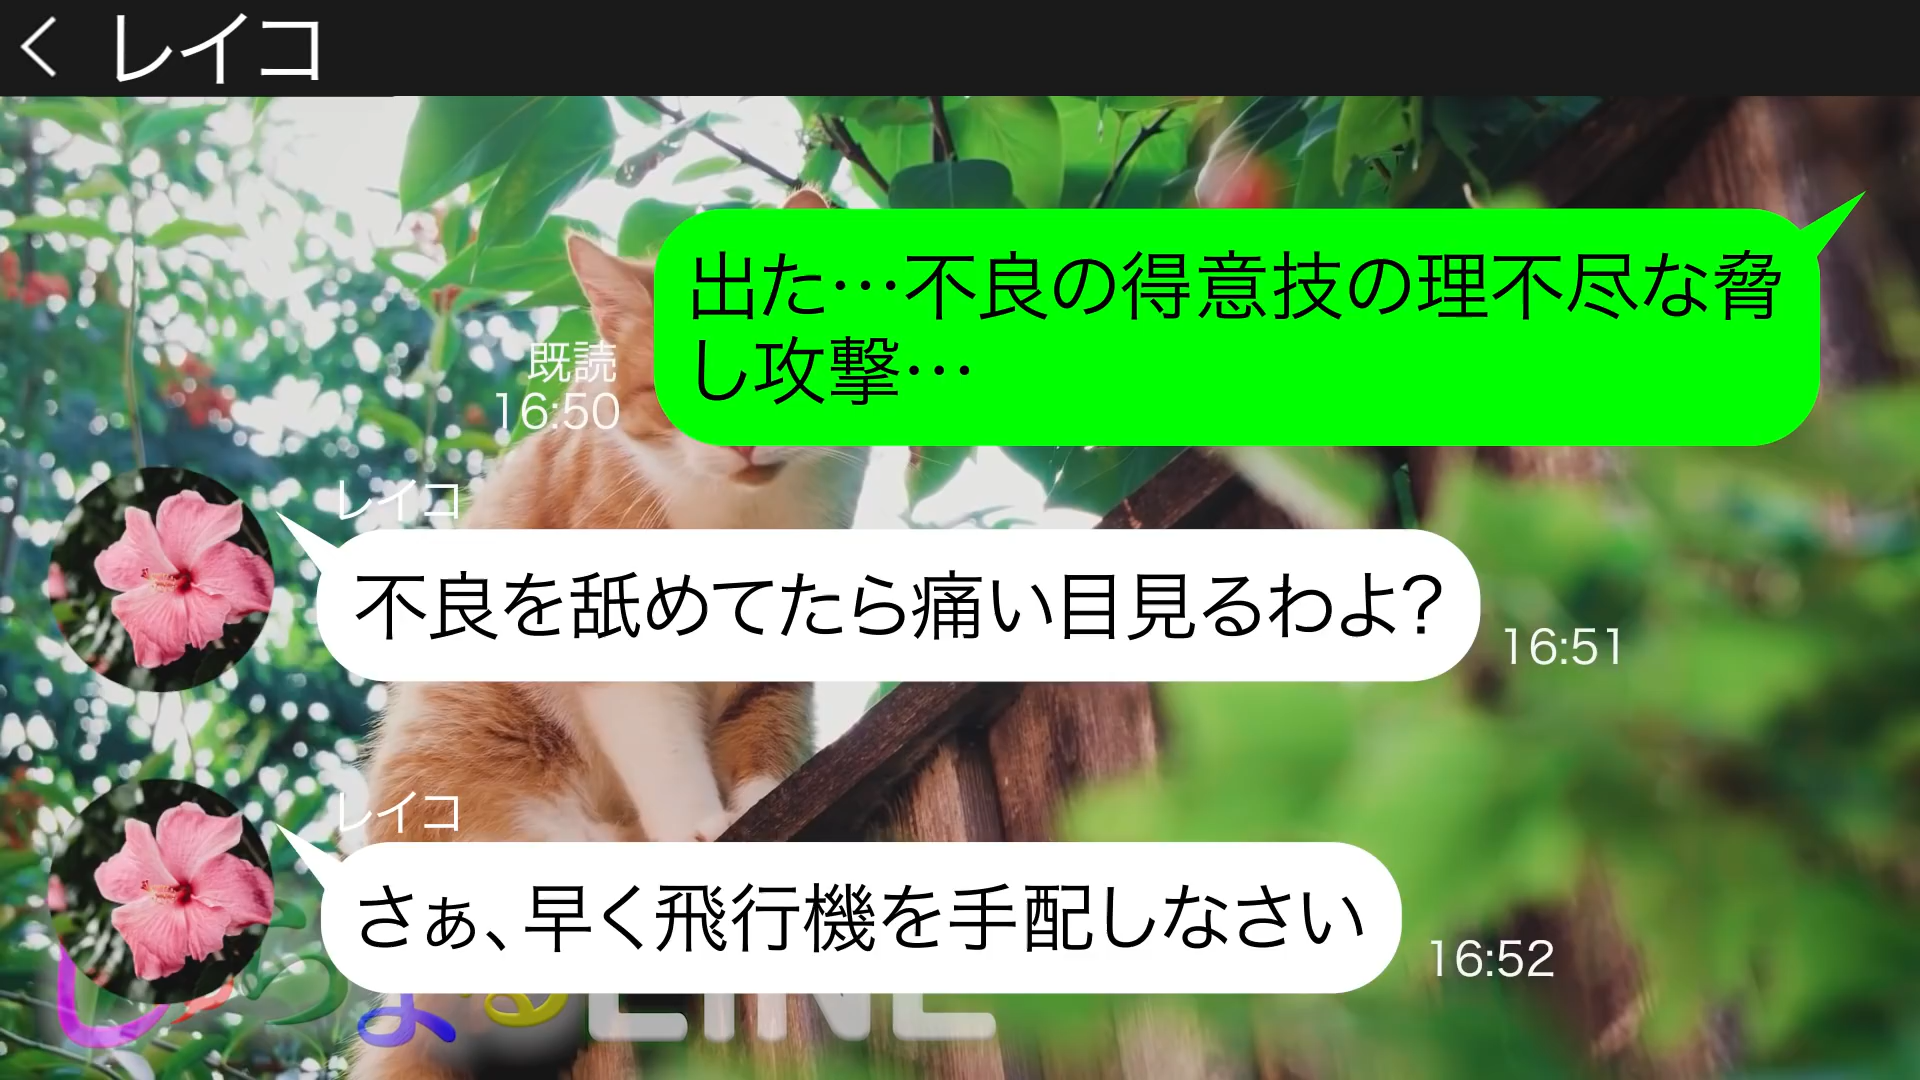 レイコ
出た…不良の得意技の理不尽な脅
し攻撃…
既読
16:50
レイコ
不良を舐めてたら痛い目見るわよ?
16:51
レイコ
さぁ、早く飛行機を手配しなさい
16:52
LINE